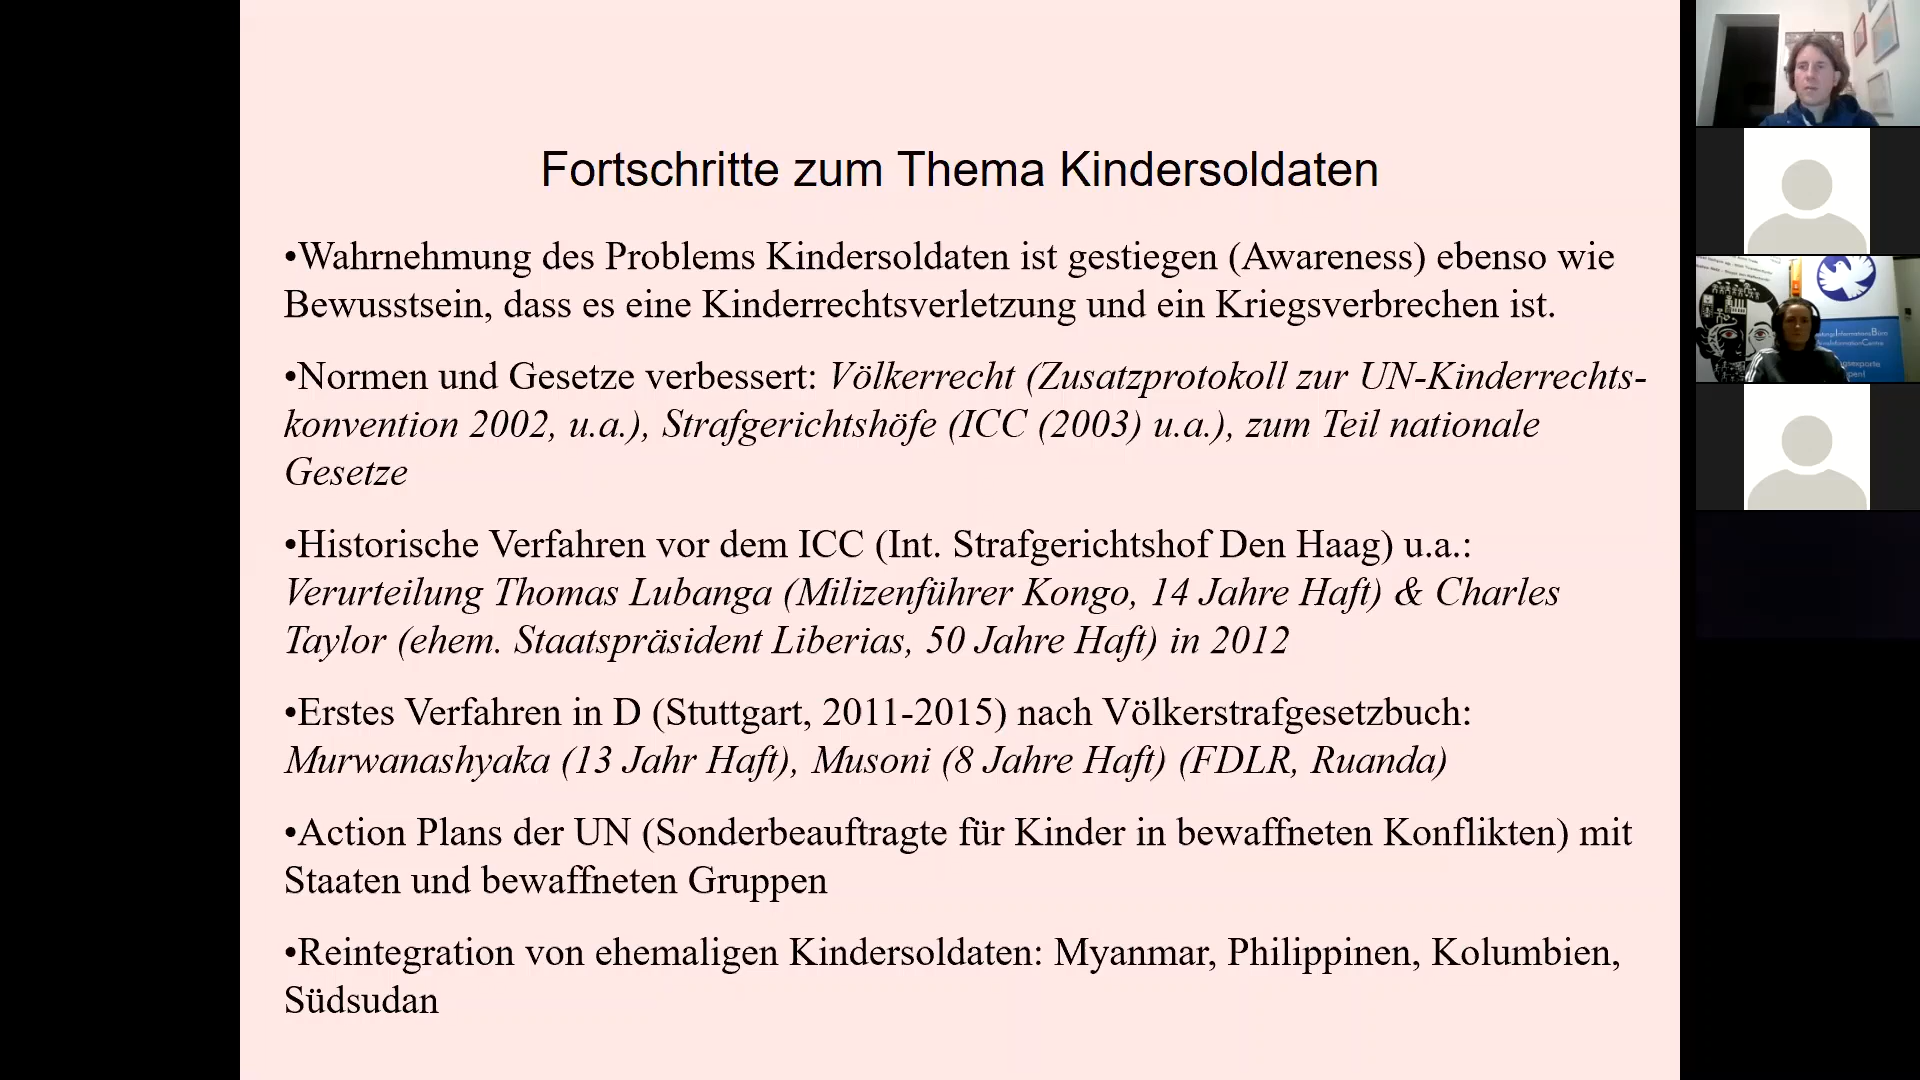 Fortschritte zum Thema Kindersoldaten
•Wahrnehmung des Problems Kindersoldaten ist gestiegen (Awareness) ebenso wie
Bewusstsein, dass es eine Kinderrechtsverletzung und ein Kriegsverbrechen ist.
•Normen und Gesetze verbessert: Völkerrecht (Zusatzprotokoll zur UN-Kinderrechts-
konvention 2002, u.a.), Strafgerichtshöfe (ICC (2003) u.a.), zum Teil nationale
Gesetze
•Historische Verfahren vor dem ICC (Int. Strafgerichtshof Den Haag) u.a.:
Verurteilung Thomas Lubanga (Milizenführer Kongo, 14 Jahre Haft) & Charles
Taylor (ehem. Staatspräsident Liberias, 50 Jahre Haft) in 2012
•Erstes Verfahren in D (Stuttgart, 2011-2015) nach Völkerstrafgesetzbuch:
Murwanashyaka (13 Jahr Haft), Musoni (8 Jahre Haft) (FDLR, Ruanda)
•Action Plans der UN (Sonderbeauftragte für Kinder in bewaffneten Konflikten) mit
Staaten und bewaffneten Gruppen
•Reintegration von ehemaligen Kindersoldaten: Myanmar, Philippinen, Kolumbien,
Südsudan